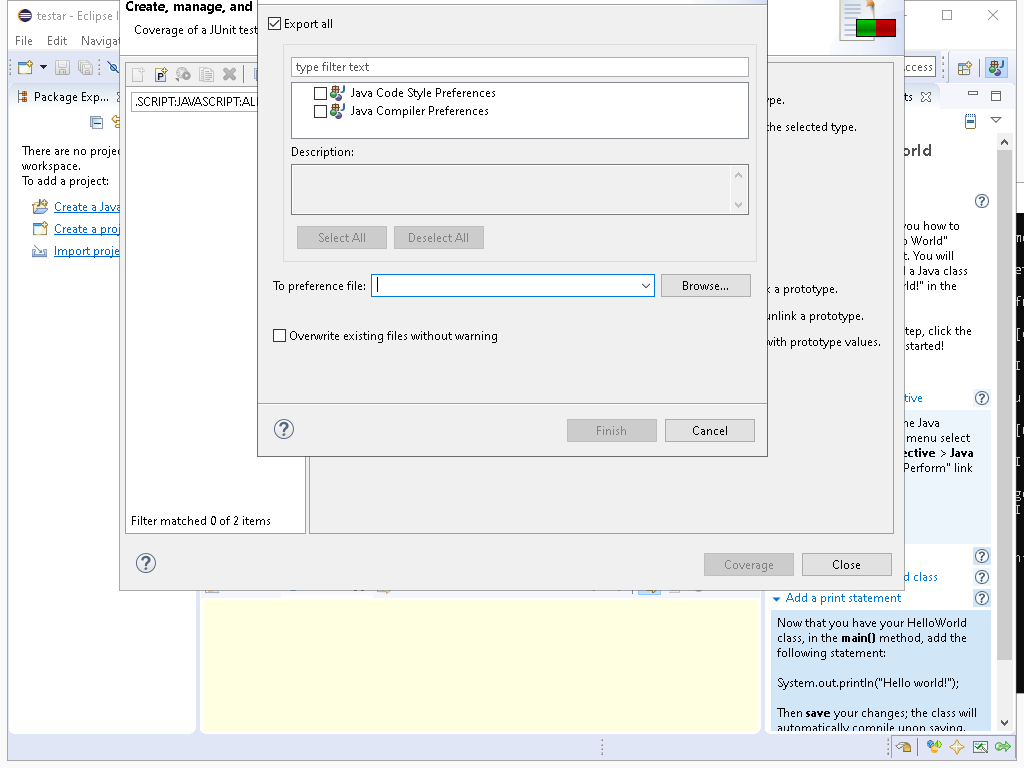 testar - Eclipse I
File Edit Navigat
ccess
Package Exp...
There are no projec
workspace.
To add a project:
Create a Java
Create a proj
Import proje
Create, manage, and
Coverage of a JUnit test
.SCRIPT:JAVASCRIPT:AL
Filter matched 0 of 2 items
ype.
the selected type.
k a prototype.
unlink a prototype.
with prototype values.
Coverage
Close
Export all
type filter text
Java Code Style Preferences
Java Compiler Preferences
Description:
Select All
Deselect All
To preference file:
Browse...
Overwrite existing files without warning
Finish
Cancel
ts
orld
you how to
o World"
t. You will
d a Java class
rld!" in the
tep, click the
started!
tive
he Java
menu select
ective > Java
Perform" link
d class
Add a print statement
Now that you have your HelloWorld
class, in the main() method, add the
following statement:
System.out.println("Hello world!");
Then save your changes; the class will
automatically compile upon saving.